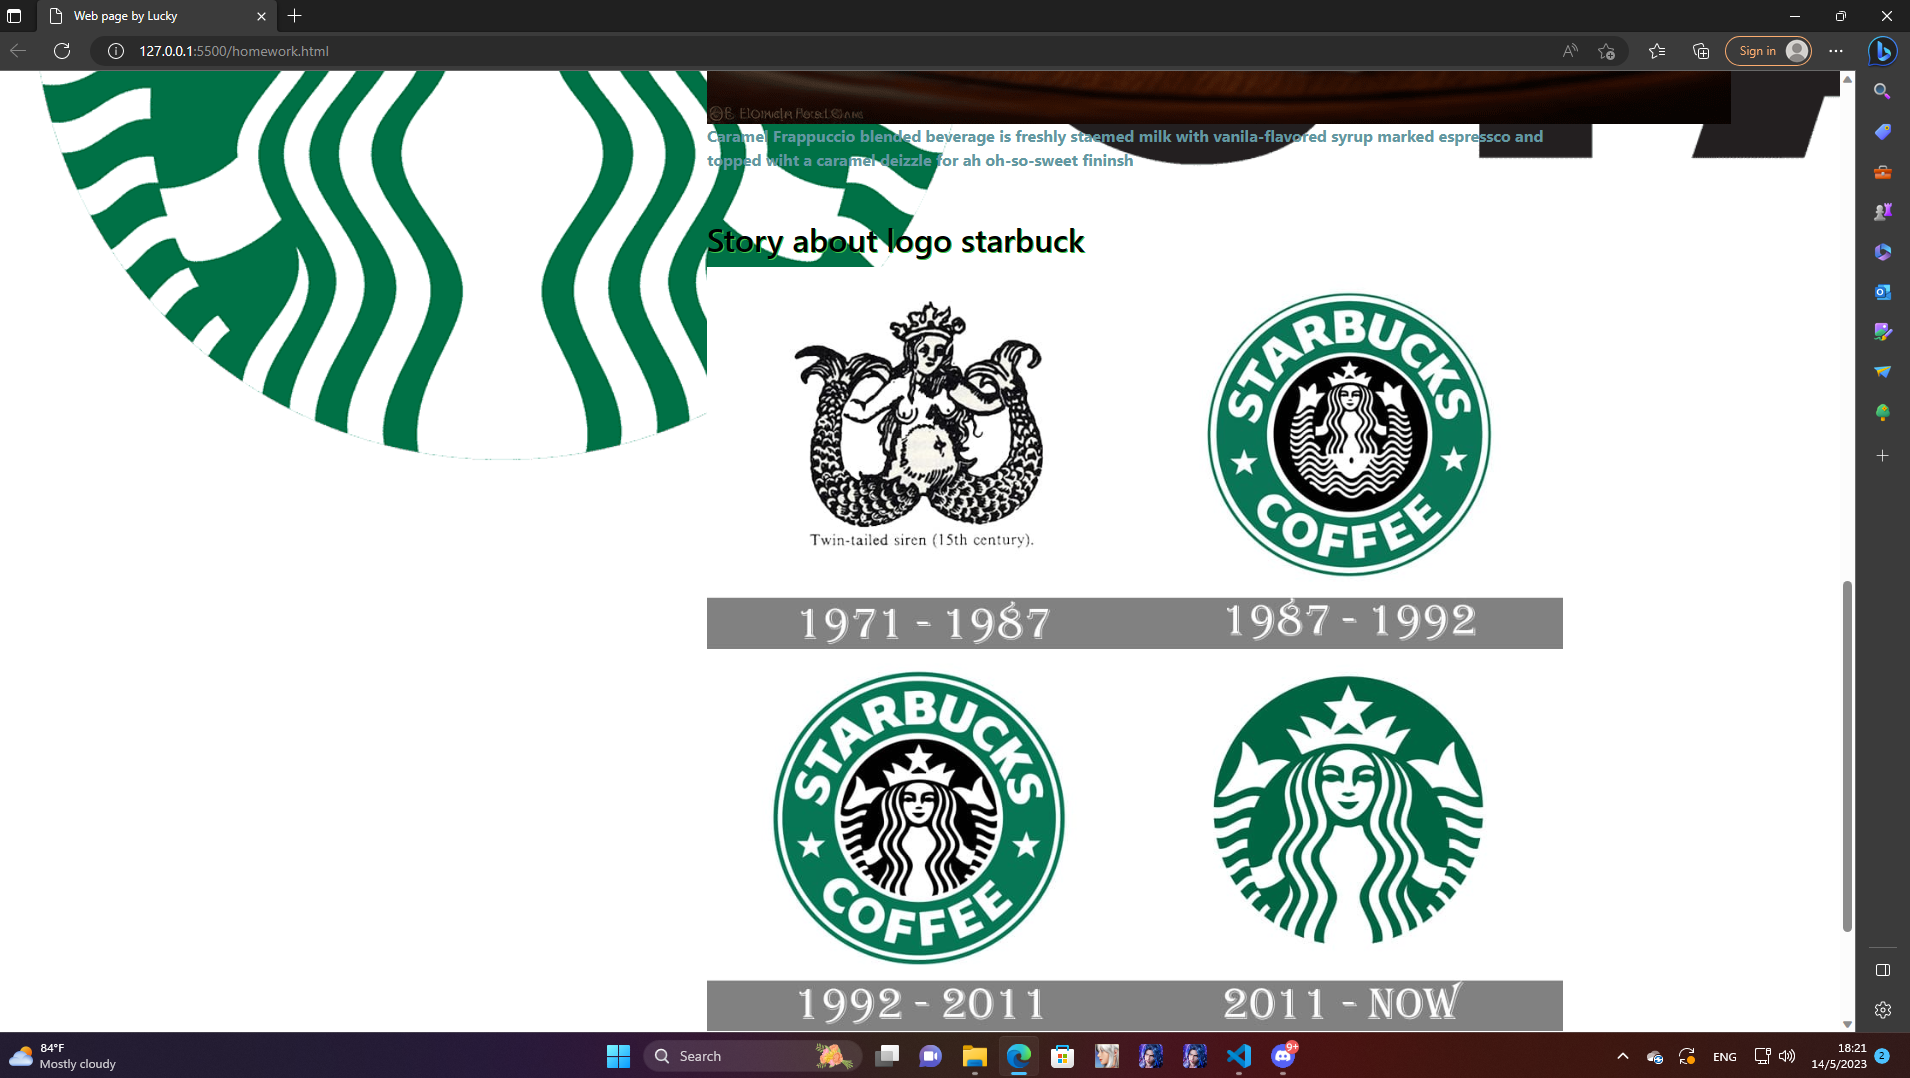 Web page by Lucky
127.0.0.1:5500/homework.html
Sign in
Caramel Frappuccio blended beverage is freshly staemed milk with vanila-flavored syrup marked espressco and
topped wiht a caramel deizzle for ah oh-so-sweet fininsh
Story about logo starbuck
Twin-tailed siren (15th century).
STARBUCKS
COFFEE
1971 - 1987
1987 - 1992
STARBUCKS
COFFEE
1992 - 2011
2011 - NOW
84°F
Mostly cloudy
Search
9+
ENG
18:21
14/5/2023
2